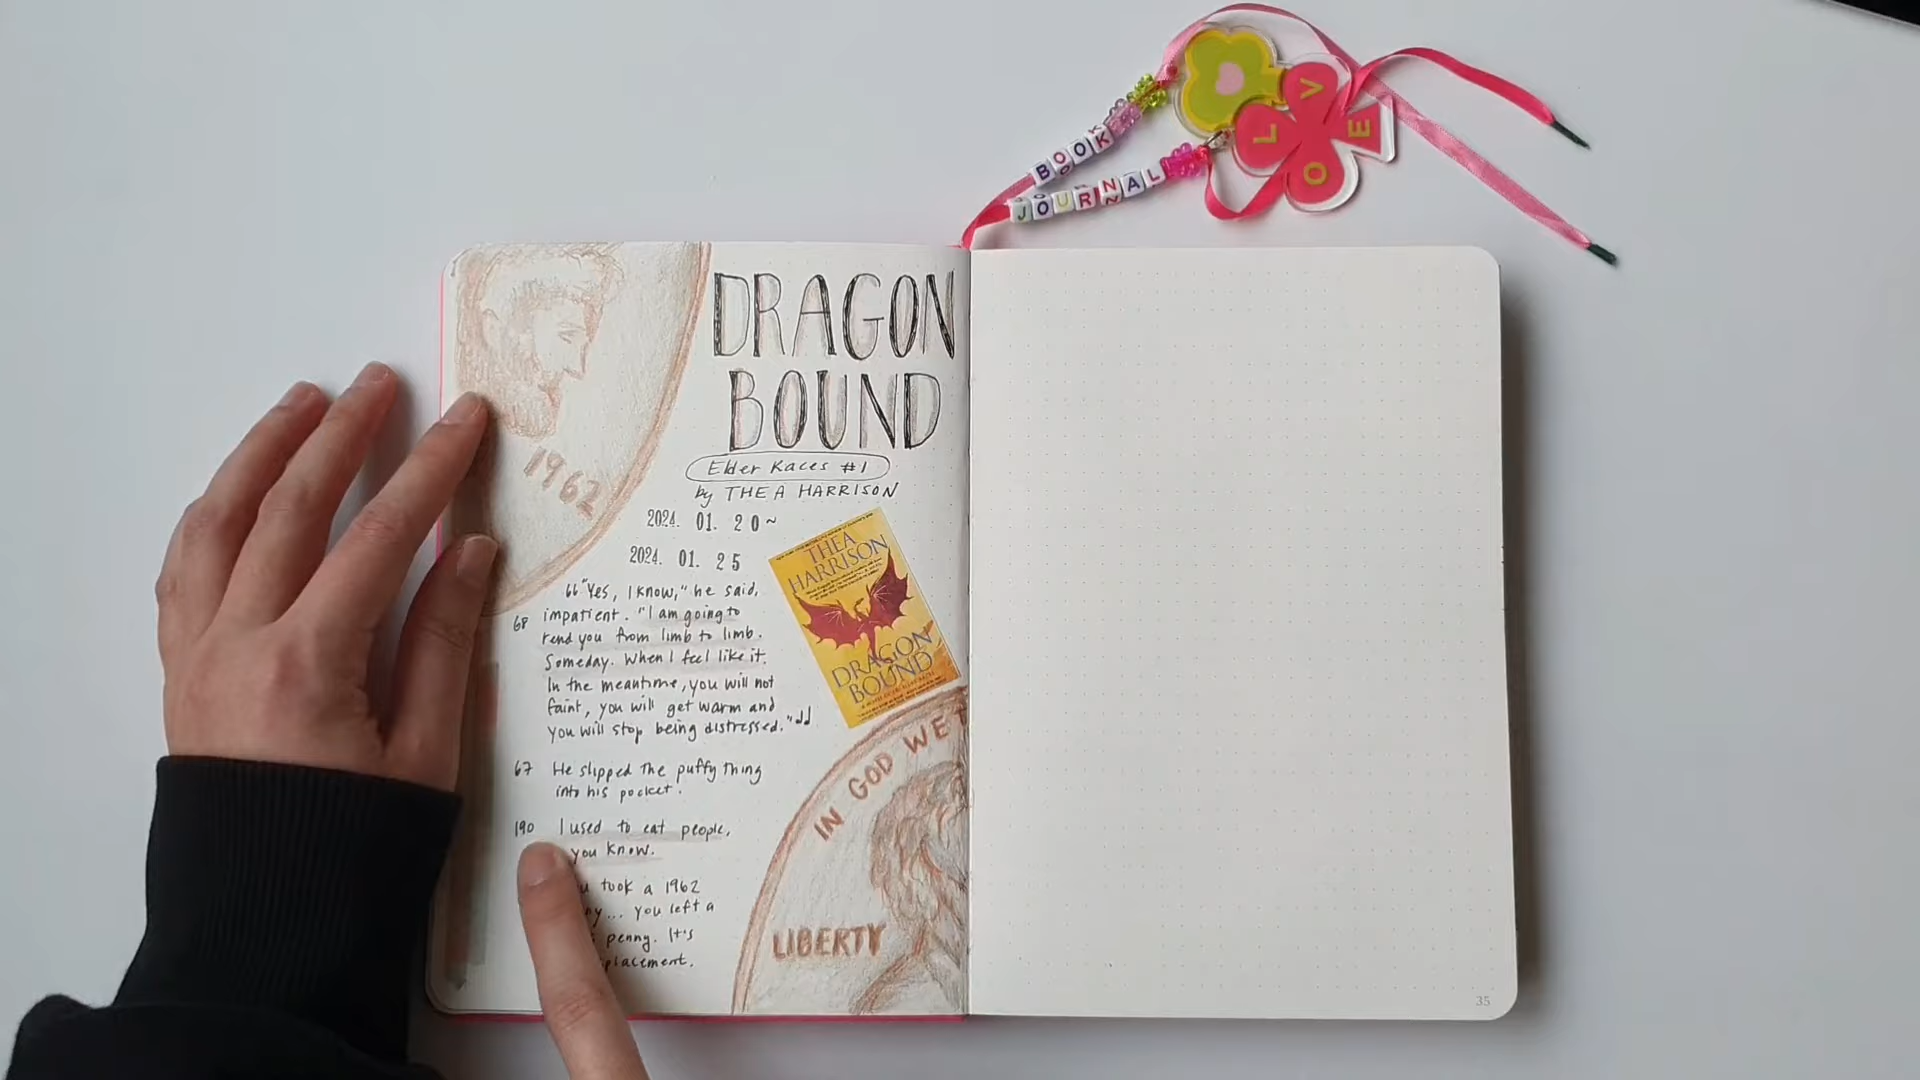 BOOK
JOURNAL
L
O
V
E
1962
DRAGON
BOUND
Elder Races #1
by THEA HARRISON
2024. 01. 20~
2024. 01. 25
THEA
HARRISON
DRAGON
BOUND
68 "Yes, I know," he said,
impatient. "I am going to
rend you from limb to limb.
Someday. When I feel like it.
In the meantime, you will not
faint, you will get warm and
you will stop being distressed."
67 He slipped the puffy thing
into his pocket.
190 I used to eat people,
you know.
took a 1962
... you left a
penny. It's
IN GOD WE T
LIBERTY
35